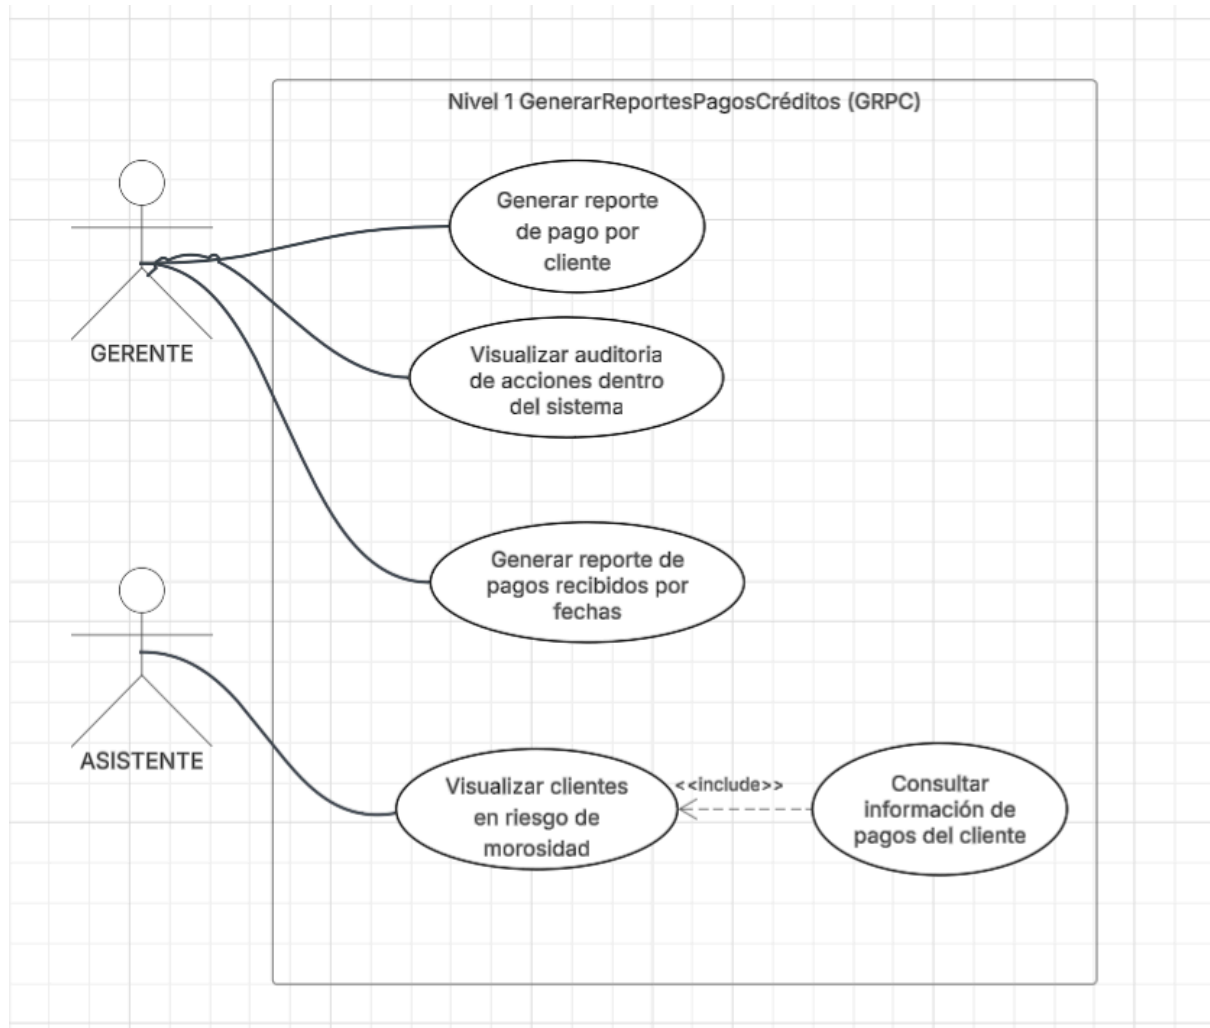 Nivel 1 GenerarReportesPagosCréditos (GRPC)
Generar reporte
de pago por
cliente
GERENTE
Visualizar auditoria
de acciones dentro
del sistema
Generar reporte de
pagos recibidos por
fechas
ASISTENTE
Visualizar clientes
en riesgo de
morosidad
<<include>>
Consultar
información de
pagos del cliente